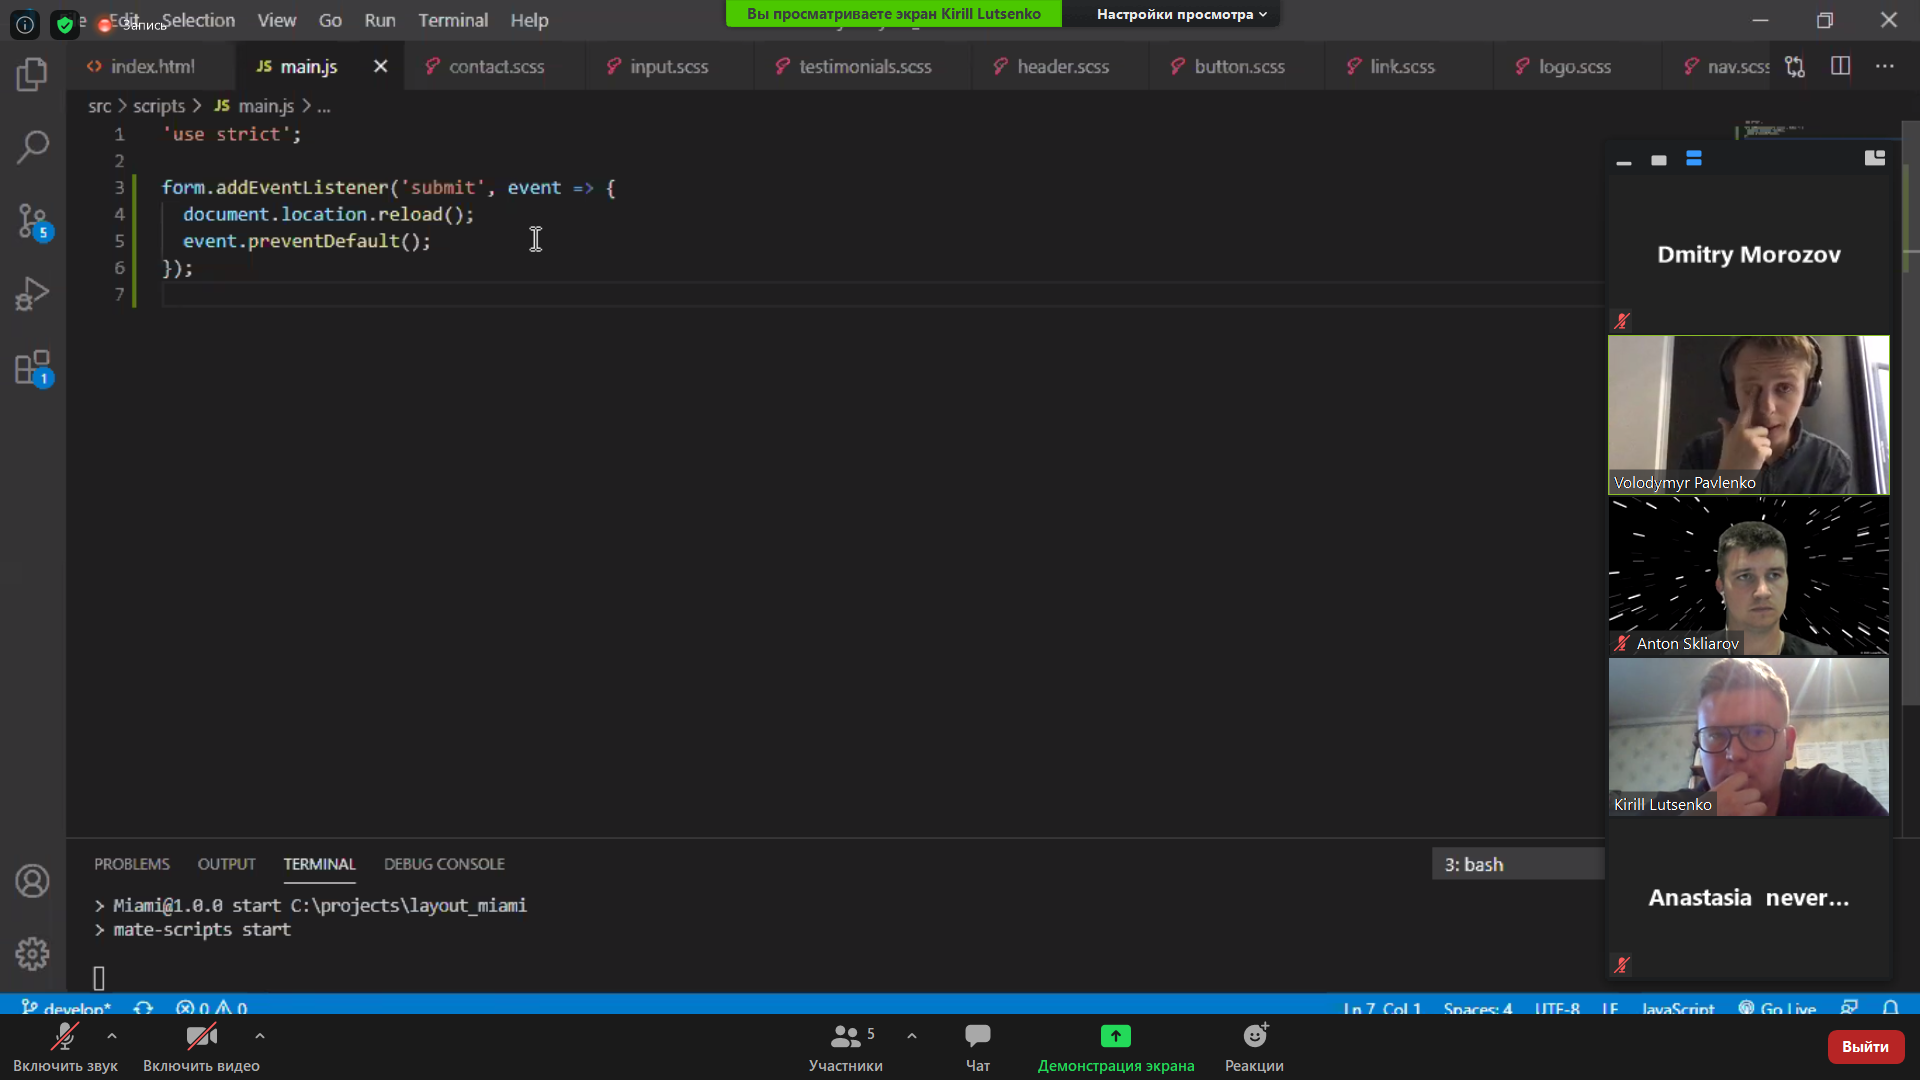 Edit Selection View Go Run Terminal Help
Запись
Вы просматриваете экран Kirill Lutsenko
Настройки просмотра
index.html
JS main.js
contact.scss
input.scss
testimonials.scss
header.scss
button.scss
link.scss
logo.scss
nav.scss
src > scripts > JS main.js > ...
1 'use strict';
2
3 form.addEventListener('submit', event => {
4 document.location.reload();
5 event.preventDefault();
6 });
7
Dmitry Morozov
Volodymyr Pavlenko
Anton Skliarov
Kirill Lutsenko
Anastasia never...
PROBLEMS OUTPUT TERMINAL DEBUG CONSOLE
3: bash
> Miami@1.0.0 start C:\projects\layout_miami
> mate-scripts start
5
1
develop* 0 0
Ln 7, Col 1 Spaces: 4 UTF-8 LF JavaScript Go Live
Включить звук
Включить видео
5
Участники
Чат
Демонстрация экрана
Реакции
Выйти